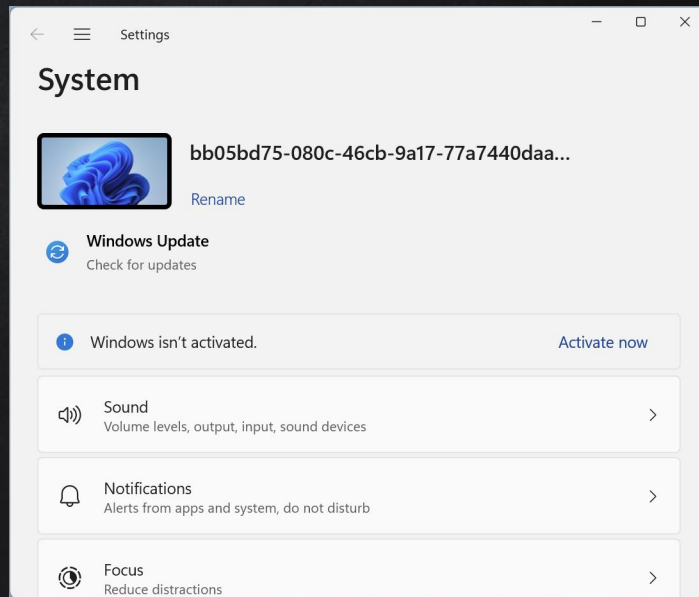 Settings
System
bb05bd75-080c-46cb-9a17-77a7440daa...
Rename
Windows Update
Check for updates
Windows isn't activated.
Activate now
Sound
Volume levels, output, input, sound devices
Notifications
Alerts from apps and system, do not disturb
Focus
Reduce distractions